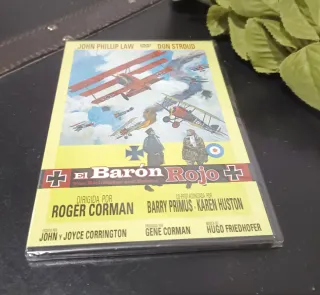 JOHN PHILLIP LAW DON STROUD
El Barón Rojo
DIRIGIDA POR
ROGER CORMAN
BARRY PRIMUS - KAREN HUSTON
JOHN Y JOYCE CORRINGTON
GENE CORMAN
HUGO FRIEDHOFER